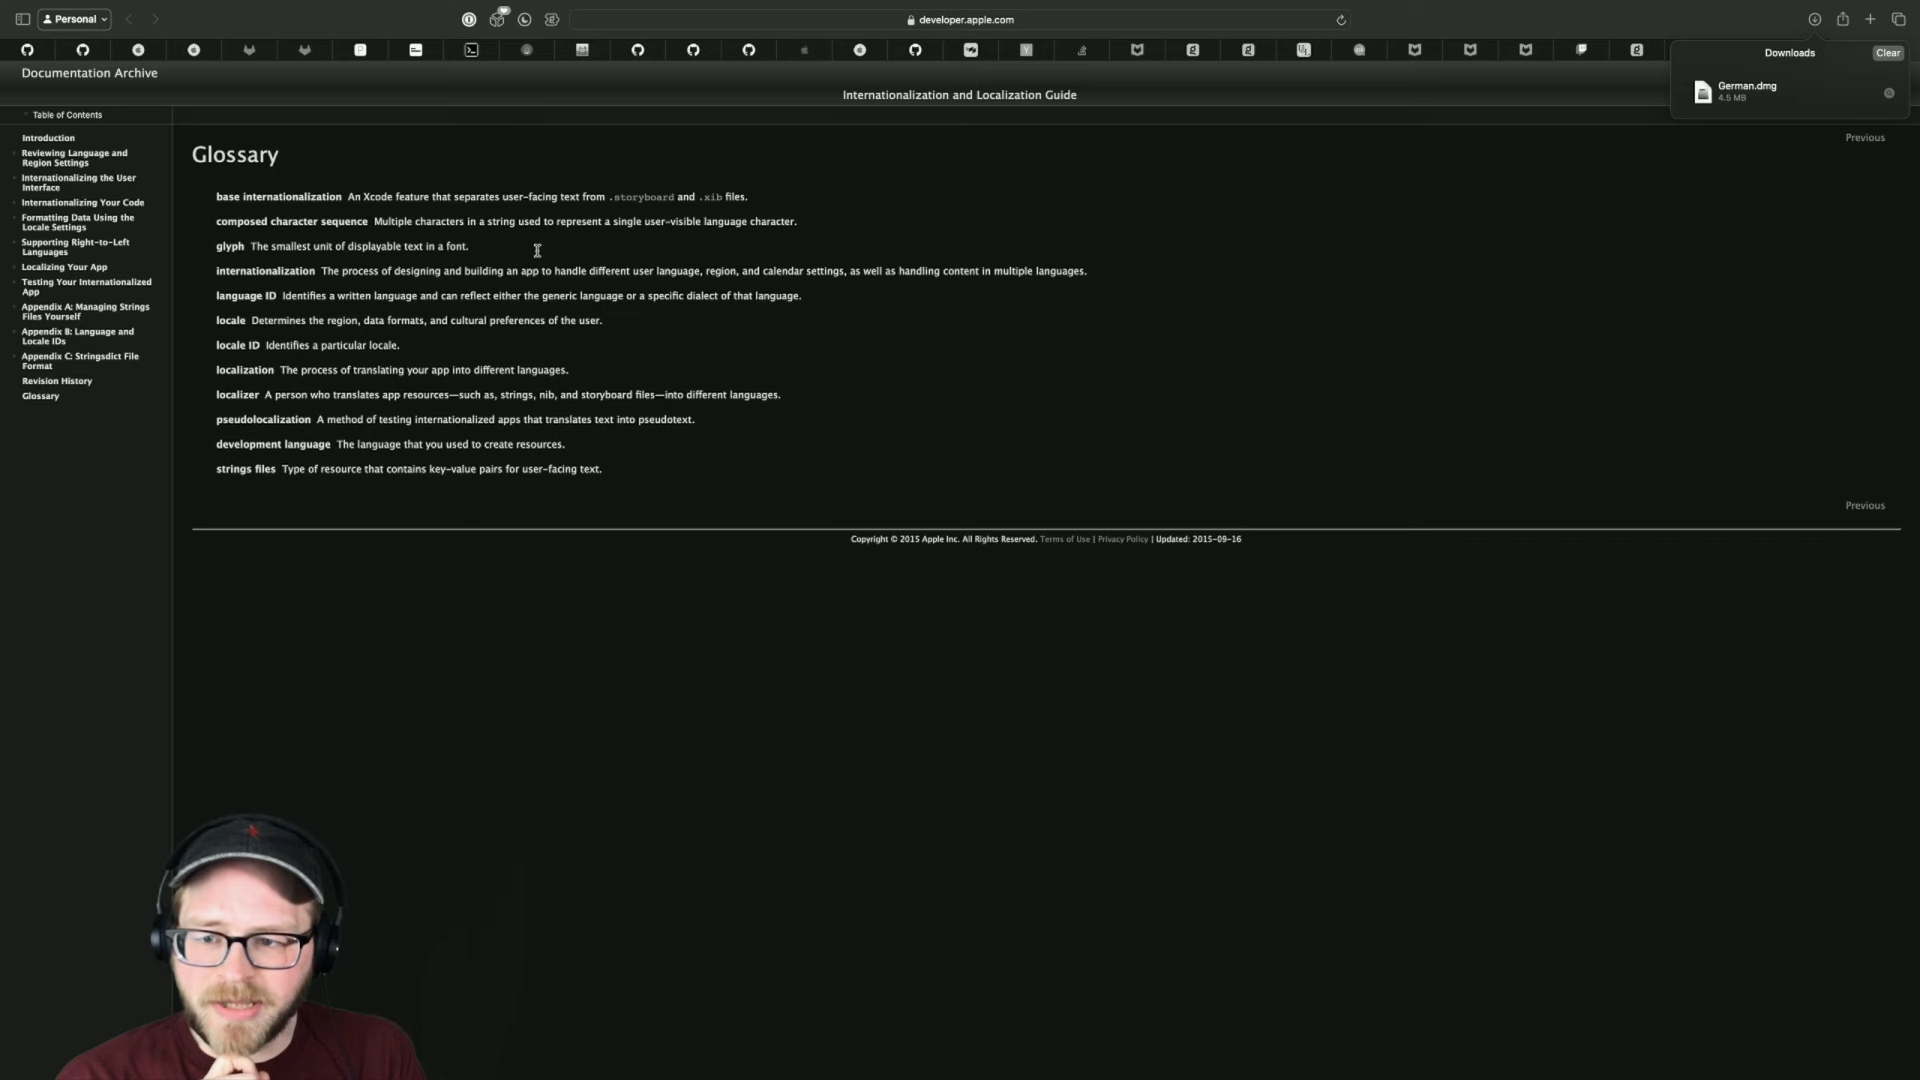 Personal
developer.apple.com
Downloads
Clear
German.dmg
4.5 MB
Documentation Archive
Internationalization and Localization Guide
Table of Contents
Introduction
Reviewing Language and
Region Settings
Internationalizing the User
Interface
Internationalizing Your Code
Formatting Data Using the
Locale Settings
Supporting Right-to-Left
Languages
Localizing Your App
Testing Your Internationalized
App
Appendix A: Managing Strings
Files Yourself
Appendix B: Language and
Locale IDs
Appendix C: Stringsdict File
Format
Revision History
Glossary
Previous
Glossary
base internationalization An Xcode feature that separates user-facing text from .storyboard and .xib files.
composed character sequence Multiple characters in a string used to represent a single user-visible language character.
glyph The smallest unit of displayable text in a font.
internationalization The process of designing and building an app to handle different user language, region, and calendar settings, as well as handling content in multiple languages.
language ID Identifies a written language and can reflect either the generic language or a specific dialect of that language.
locale Determines the region, data formats, and cultural preferences of the user.
locale ID Identifies a particular locale.
localization The process of translating your app into different languages.
localizer A person who translates app resources—such as, strings, nib, and storyboard files—into different languages.
pseudolocalization A method of testing internationalized apps that translates text into pseudotext.
development language The language that you used to create resources.
strings files Type of resource that contains key-value pairs for user-facing text.
Previous
Copyright © 2015 Apple Inc. All Rights Reserved. Terms of Use | Privacy Policy | Updated: 2015-09-16